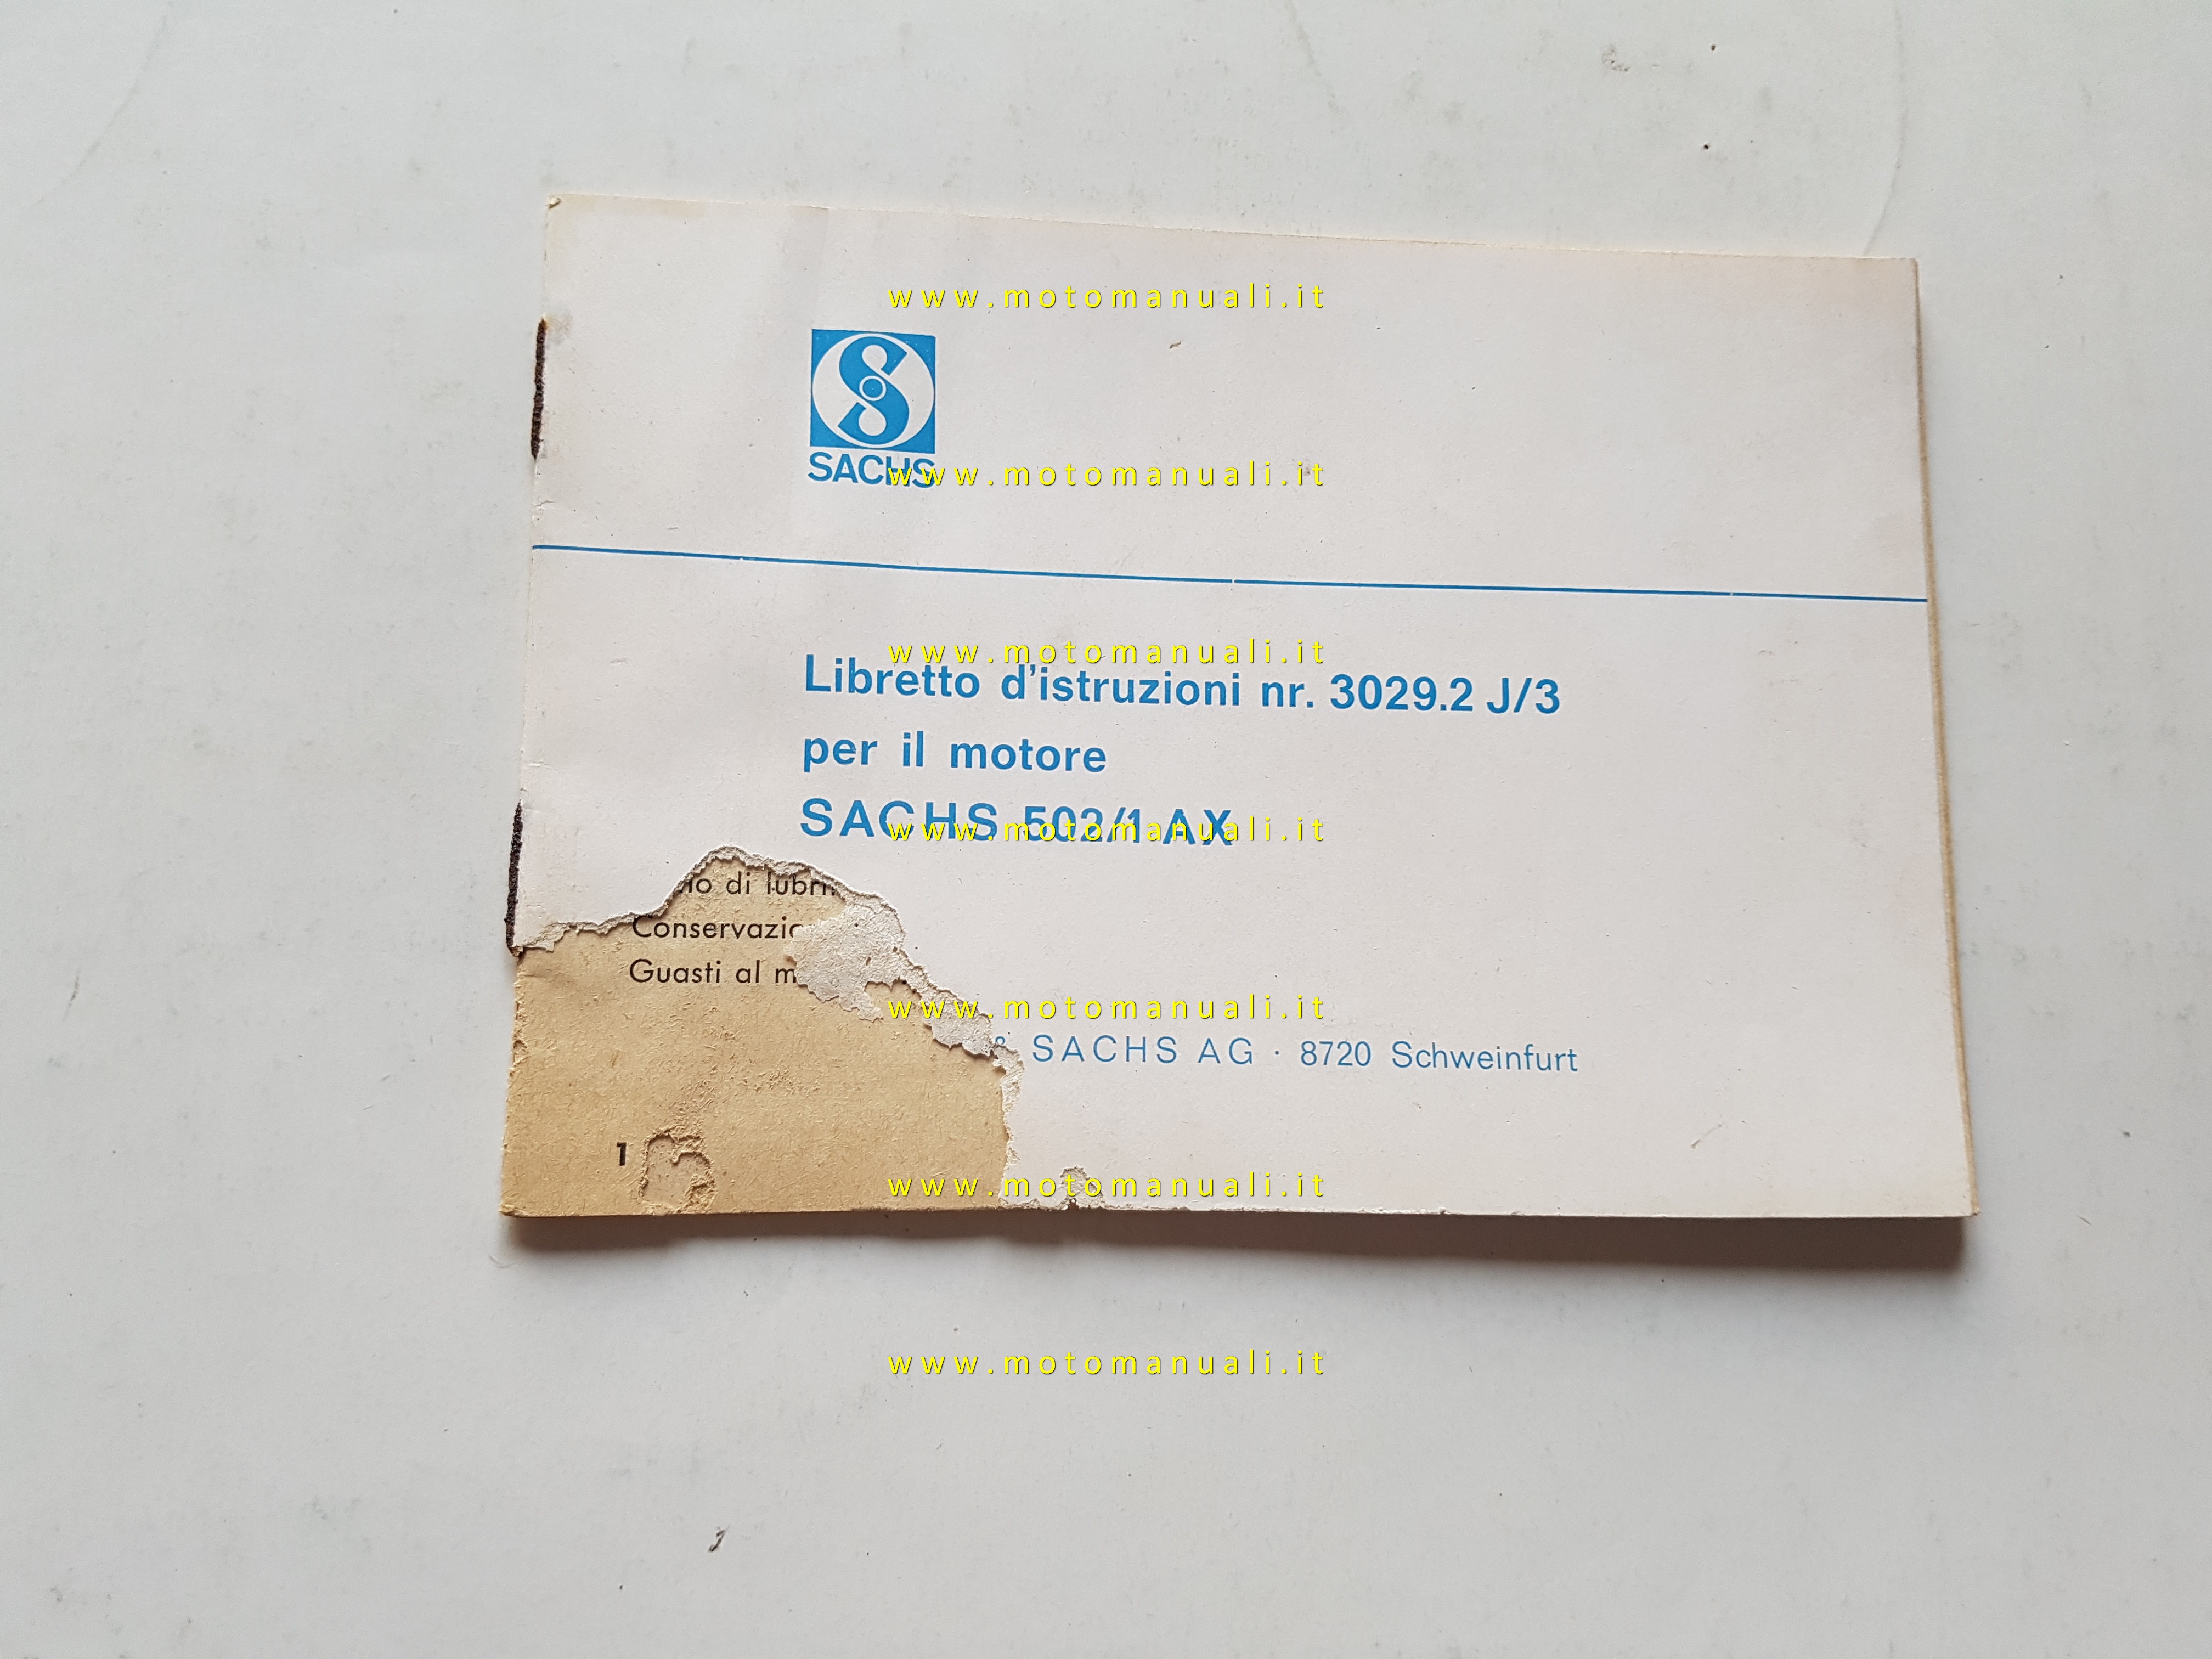 www.motomanuali.it
SACHS
www.motomanuali.it
www.motomanuali.it
Libretto d'istruzioni nr. 3029.2 J/3
per il motore
SACHS 502/1 AX
www.motomanuali.it
di
Conservazio
Guasti al m
www.motomanuali.it
& SACHS AG · 8720 Schweinfurt
1
www.motomanuali.it
www.motomanuali.it